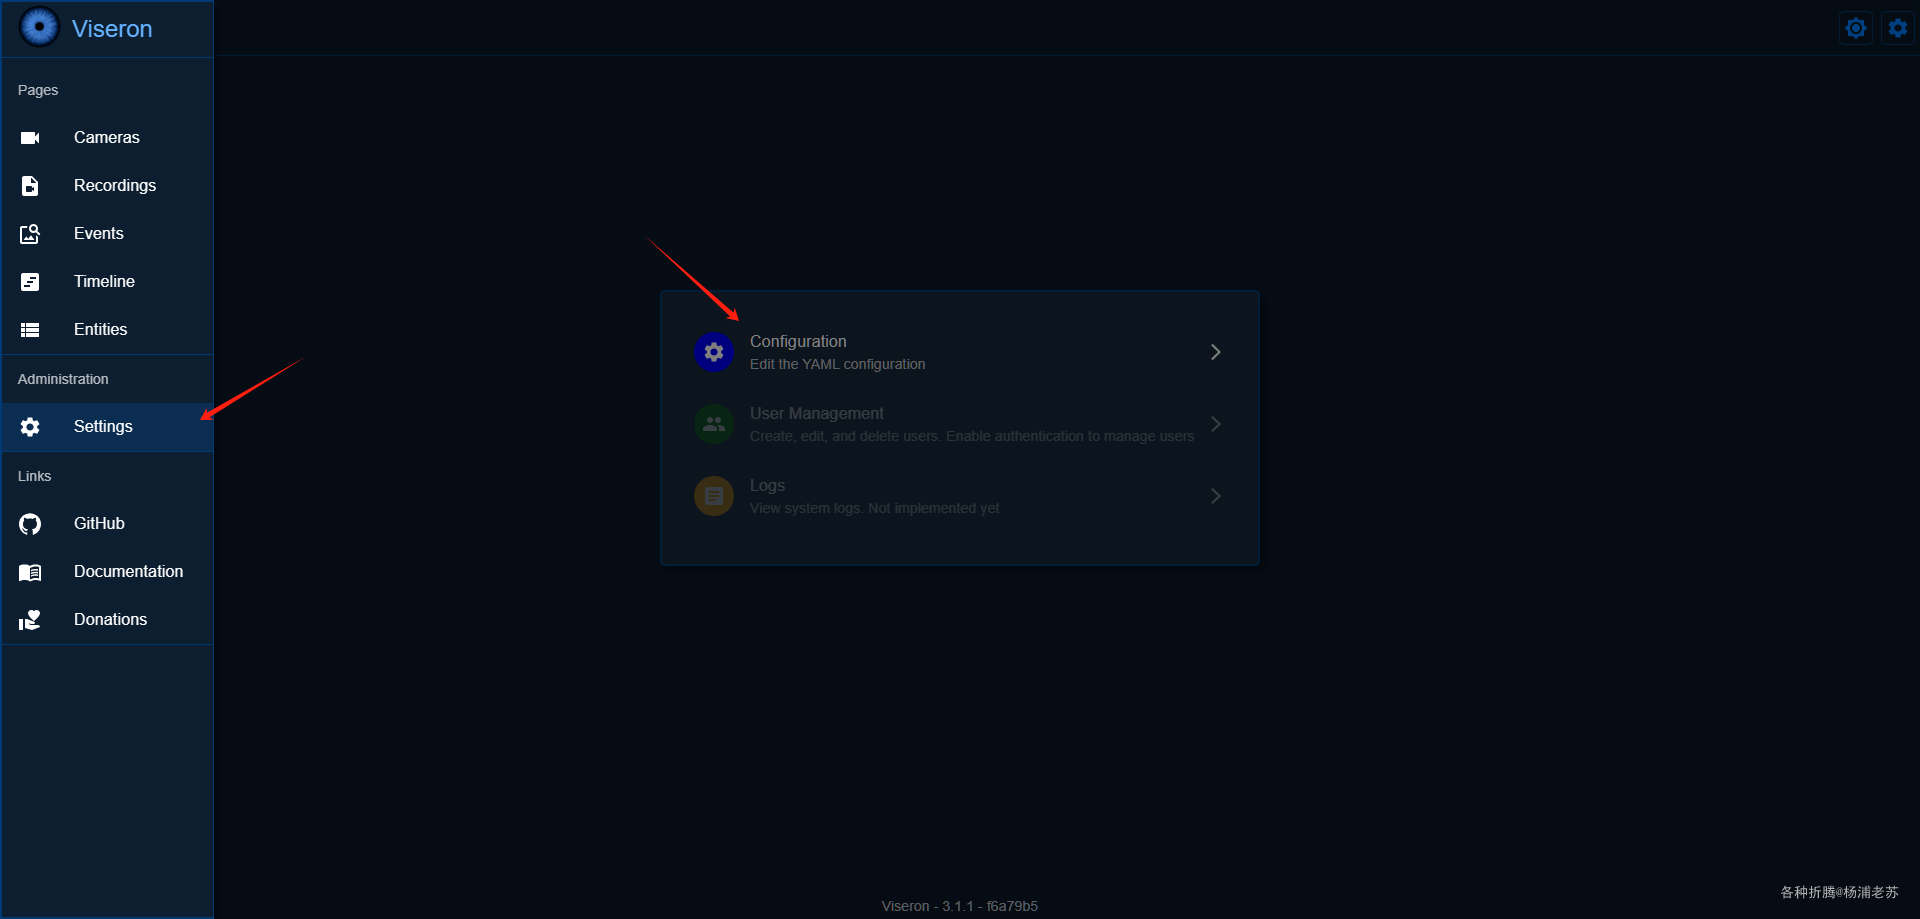 Viseron
Pages
Cameras
Recordings
Events
Timeline
Entities
Administration
Settings
Links
GitHub
Documentation
Donations
Configuration
Edit the YAML configuration
User Management
Create, edit, and delete users. Enable authentication to manage users
Logs
View system logs. Not implemented yet
各种折腾@杨浦老苏
Viseron - 3.1.1 - f6a79b5